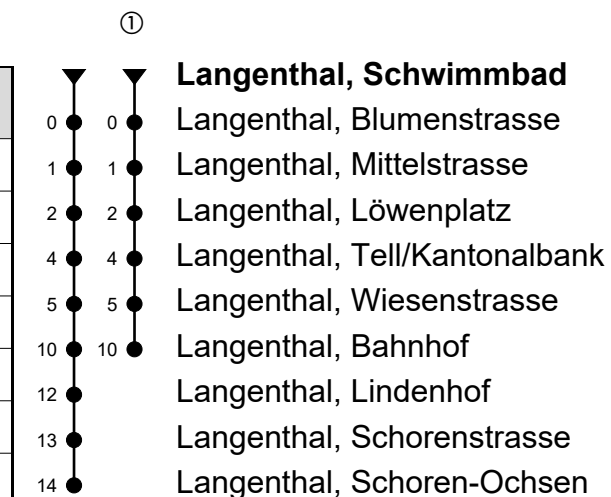 ①
Langenthal, Schwimmbad
0 0 Langenthal, Blumenstrasse
1 1 Langenthal, Mittelstrasse
2 2 Langenthal, Löwenplatz
4 4 Langenthal, Tell/Kantonalbank
5 5 Langenthal, Wiesenstrasse
10 10 Langenthal, Bahnhof
12 Langenthal, Lindenhof
13 Langenthal, Schorenstrasse
14 Langenthal, Schoren-Ochsen